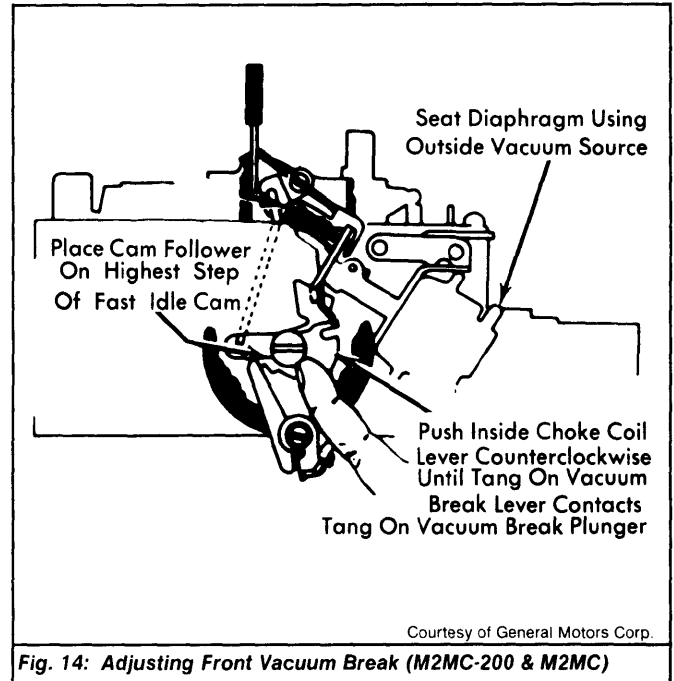 Seat Diaphragm Using
Outside Vacuum Source
Place Cam Follower
On Highest Step
Of Fast Idle Cam
Push Inside Choke Coil
Lever Counterclockwise
Until Tang On Vacuum
Break Lever Contacts
Tang On Vacuum Break Plunger
Courtesy of General Motors Corp.
Fig. 14: Adjusting Front Vacuum Break (M2MC-200 & M2MC)